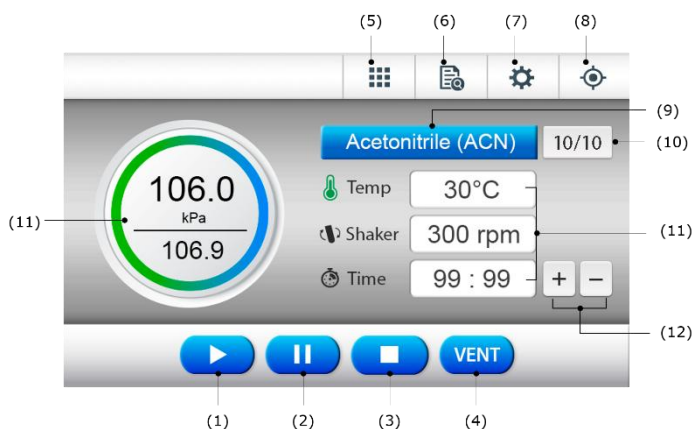 (5) (6) (7) (8)
(9)
Acetonitrile (ACN) 10/10
(10)
106.0
kPa
106.9
(11)
Temp 30°C
Shaker 300 rpm
(11)
Time 99 : 99 + −
(12)
VENT
(1) (2) (3) (4)